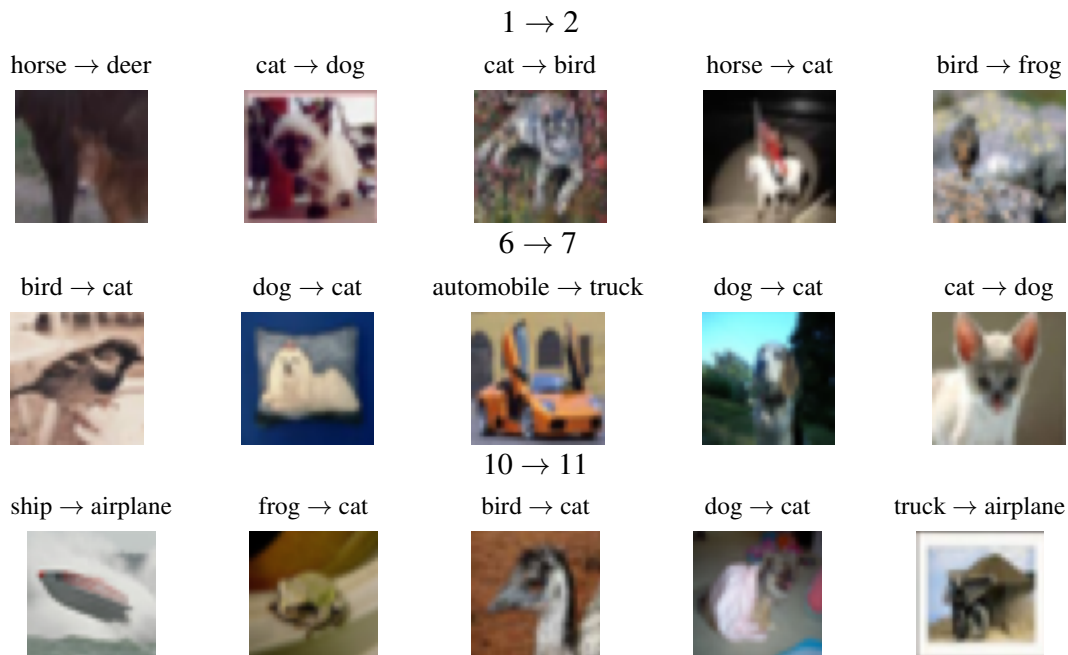 1 → 2
horse → deer cat → dog cat → bird horse → cat bird → frog
6 → 7
bird → cat dog → cat automobile → truck dog → cat cat → dog
10 → 11
ship → airplane frog → cat bird → cat dog → cat truck → airplane